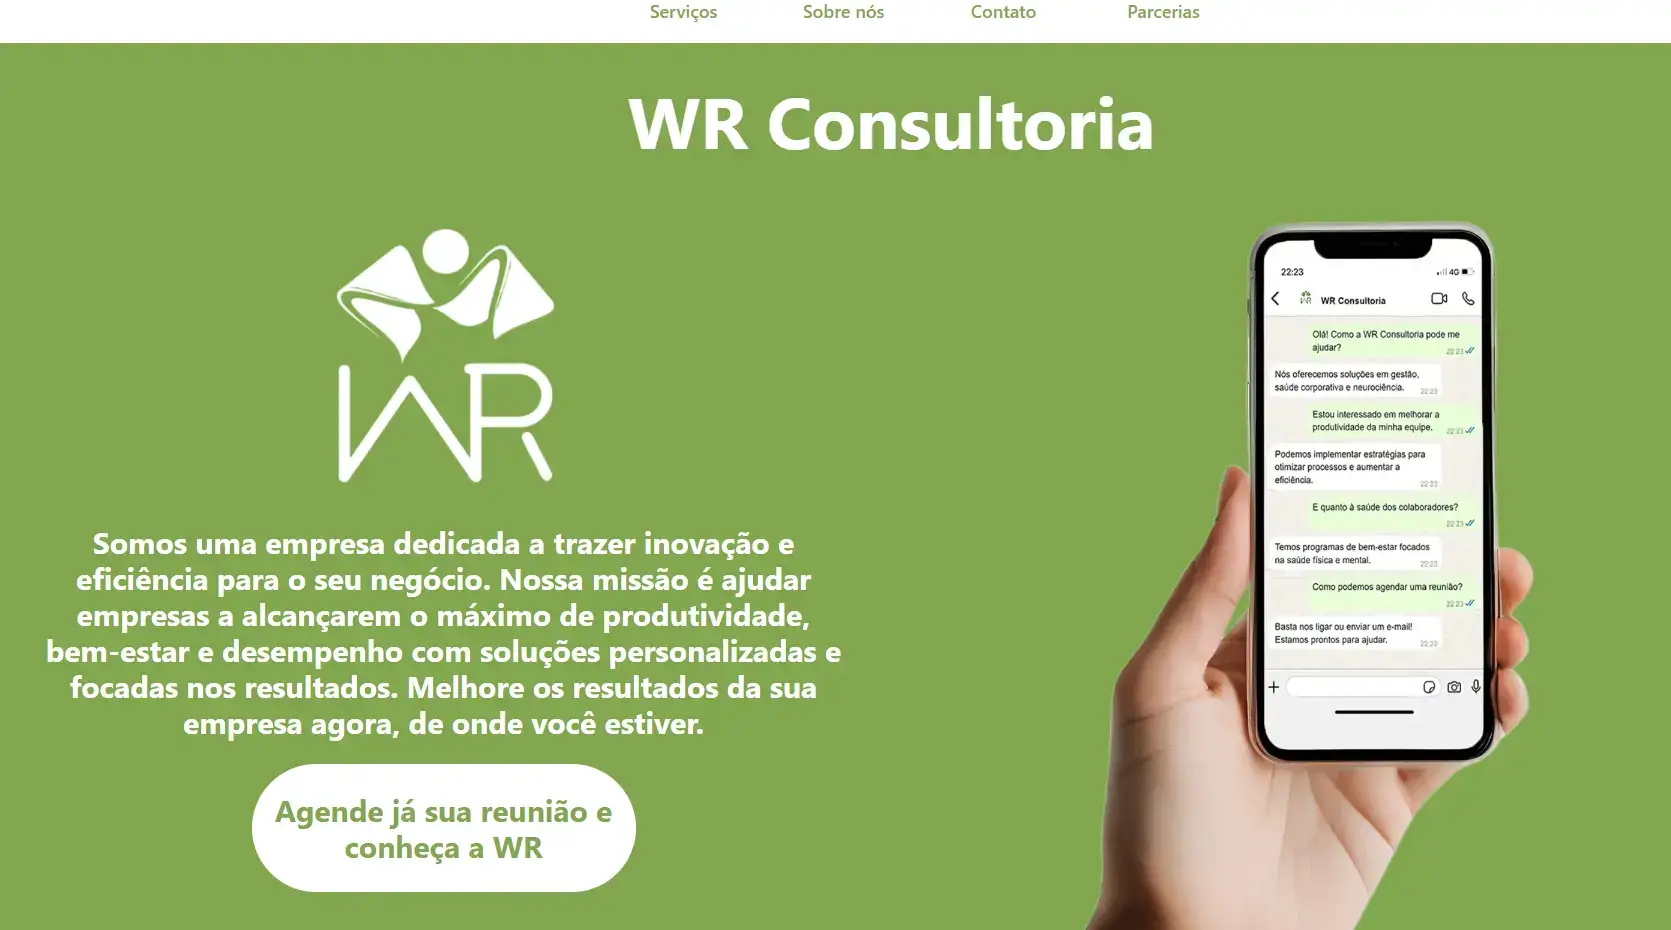 Serviços Sobre nós Contato Parcerias
WR Consultoria
WR
Somos uma empresa dedicada a trazer inovação e
eficiência para o seu negócio. Nossa missão é ajudar
empresas a alcançarem o máximo de produtividade,
bem-estar e desempenho com soluções personalizadas e
focadas nos resultados. Melhore os resultados da sua
empresa agora, de onde você estiver.
Agende já sua reunião e
conheça a WR
22:23 4G
WR WR Consultoria
Olá! Como a WR Consultoria pode me
ajudar?
22:23
Nós oferecemos soluções em gestão,
saúde corporativa e neurociência.
22:23
Estou interessado em melhorar a
produtividade da minha equipe.
22:23
Podemos implementar estratégias para
otimizar processos e aumentar a
eficiência.
22:23
E quanto à saúde dos colaboradores?
22:23
Temos programas de bem-estar focados
na saúde física e mental.
22:23
Como podemos agendar uma reunião?
22:23
Basta nos ligar ou enviar um e-mail!
Estamos prontos para ajudar.
22:23